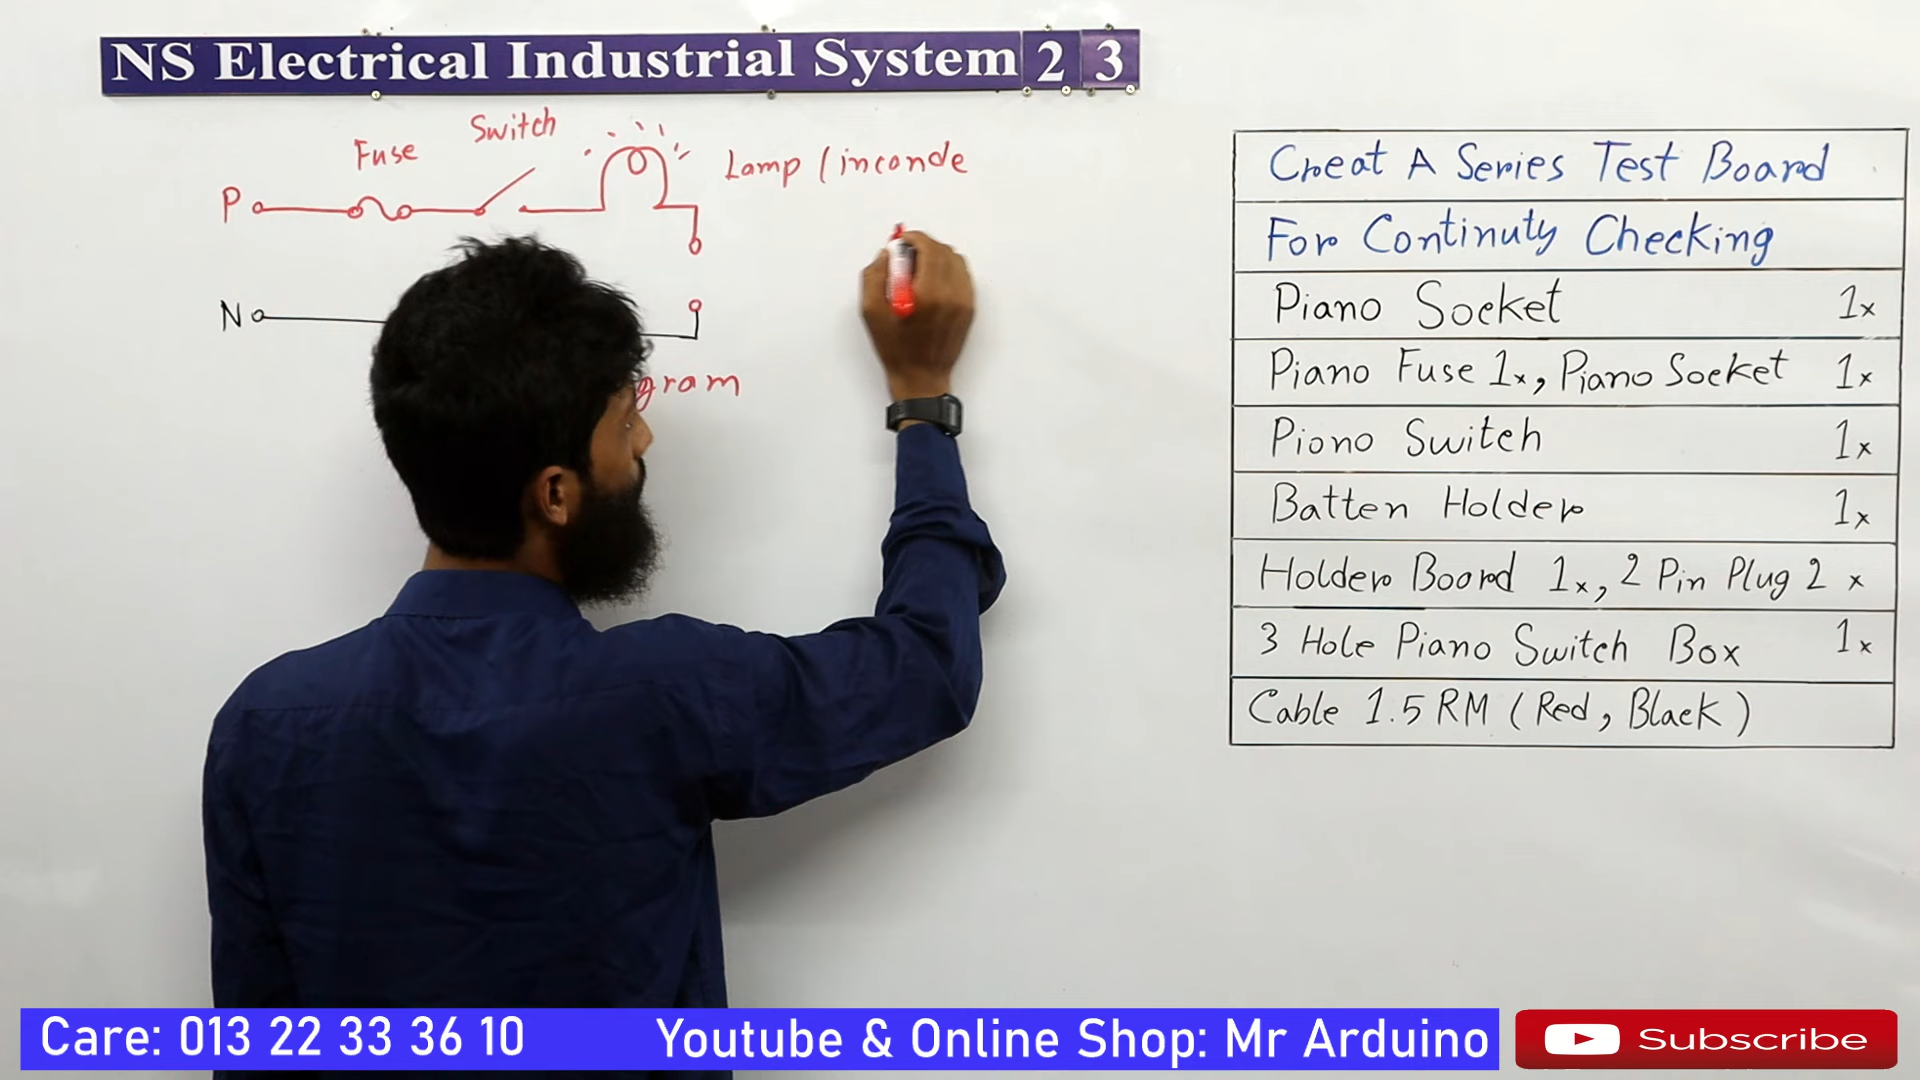 NS Electrical Industrial System 2 3
Switch
Fuse
Lamp (inconde
P
N
gram
Creat A Series Test Board
For Continuty Checking
Piano Socket 1x
Piano Fuse 1x, Piano Socket 1x
Piono Switch 1x
Batten Holder 1x
Holder Board 1x, 2 Pin Plug 2 x
3 Hole Piano Switch Box 1x
Cable 1.5 RM (Red, Black)
Care: 013 22 33 36 10 Youtube & Online Shop: Mr Arduino
Subscribe